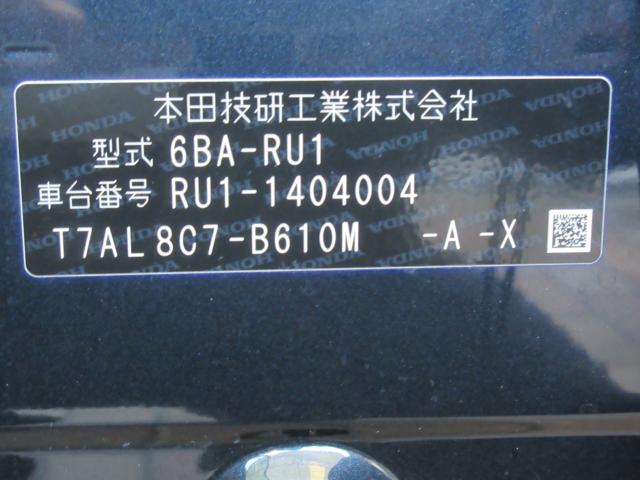 本田技研工業株式会社
型式 6BA-RU1
車台番号 RU1-1404004
T7AL8C7-B610M -A -X